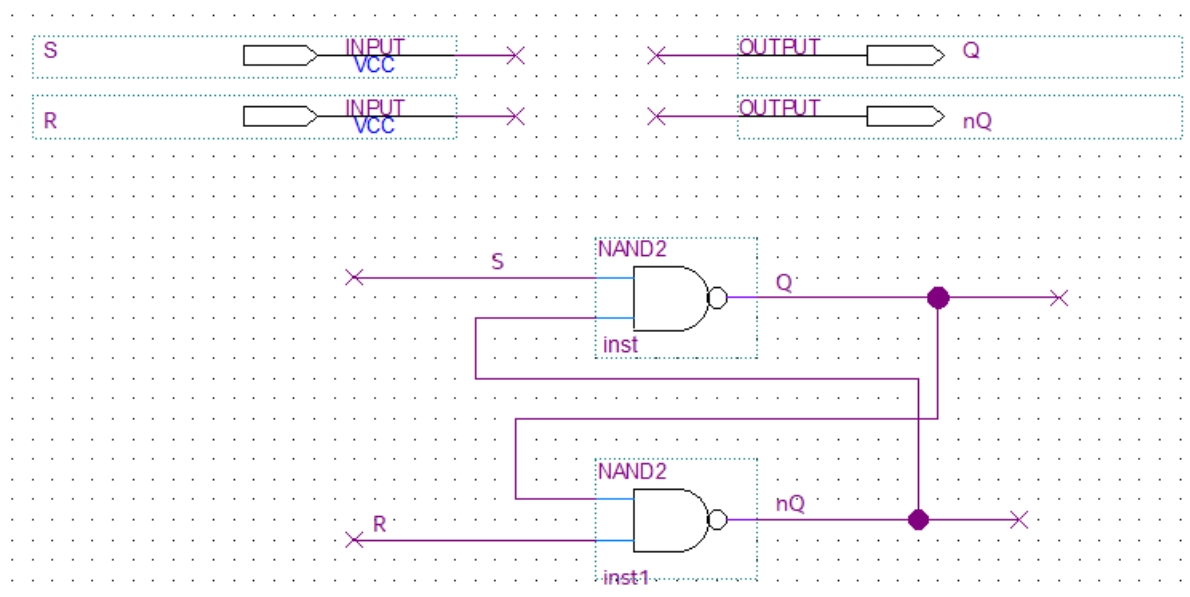 S INPUT VCC
OUTPUT Q
R INPUT VCC
OUTPUT nQ
NAND2
S
Q
inst
NAND2
R
nQ
inst1